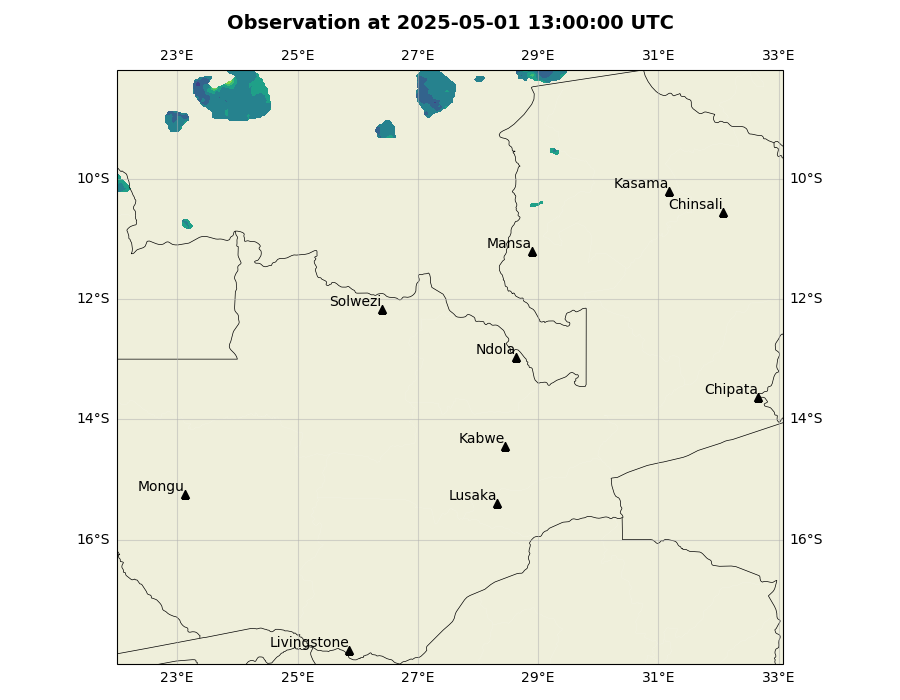 Observation at 2025-05-01 13:00:00 UTC
23°E 25°E 27°E 29°E 31°E 33°E
10°S 10°S
Kasama
Chinsali
Mansa
12°S 12°S
Solwezi
Ndola
Chipata
14°S 14°S
Kabwe
Mongu
Lusaka
16°S 16°S
Livingstone
23°E 25°E 27°E 29°E 31°E 33°E